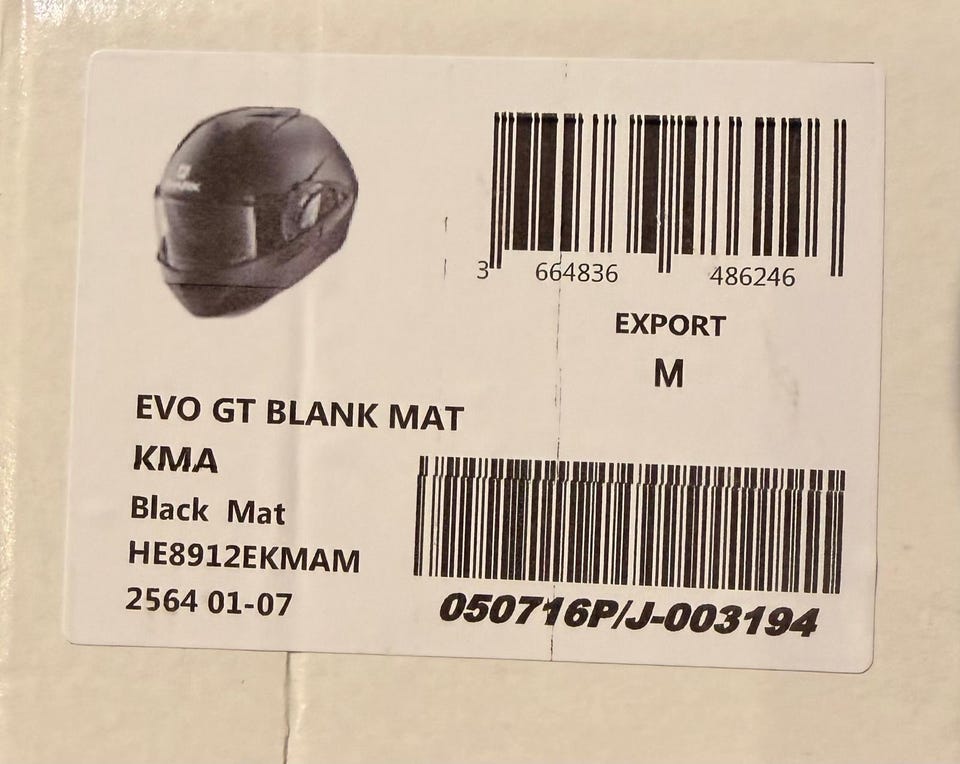 3 664836 486246
EXPORT
M
EVO GT BLANK MAT
KMA
Black Mat
HE8912EKMAM
2564 01-07
050716P/J-003194